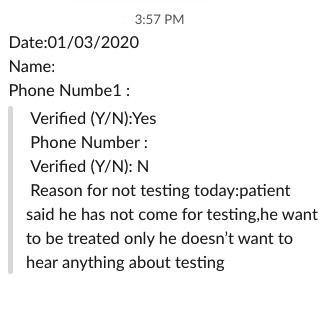 3:57 PM
Date:01/03/2020
Name:
Phone Numbe1 :
Verified (Y/N):Yes
Phone Number :
Verified (Y/N): N
Reason for not testing today:patient
said he has not come for testing,he want
to be treated only he doesn’t want to
hear anything about testing